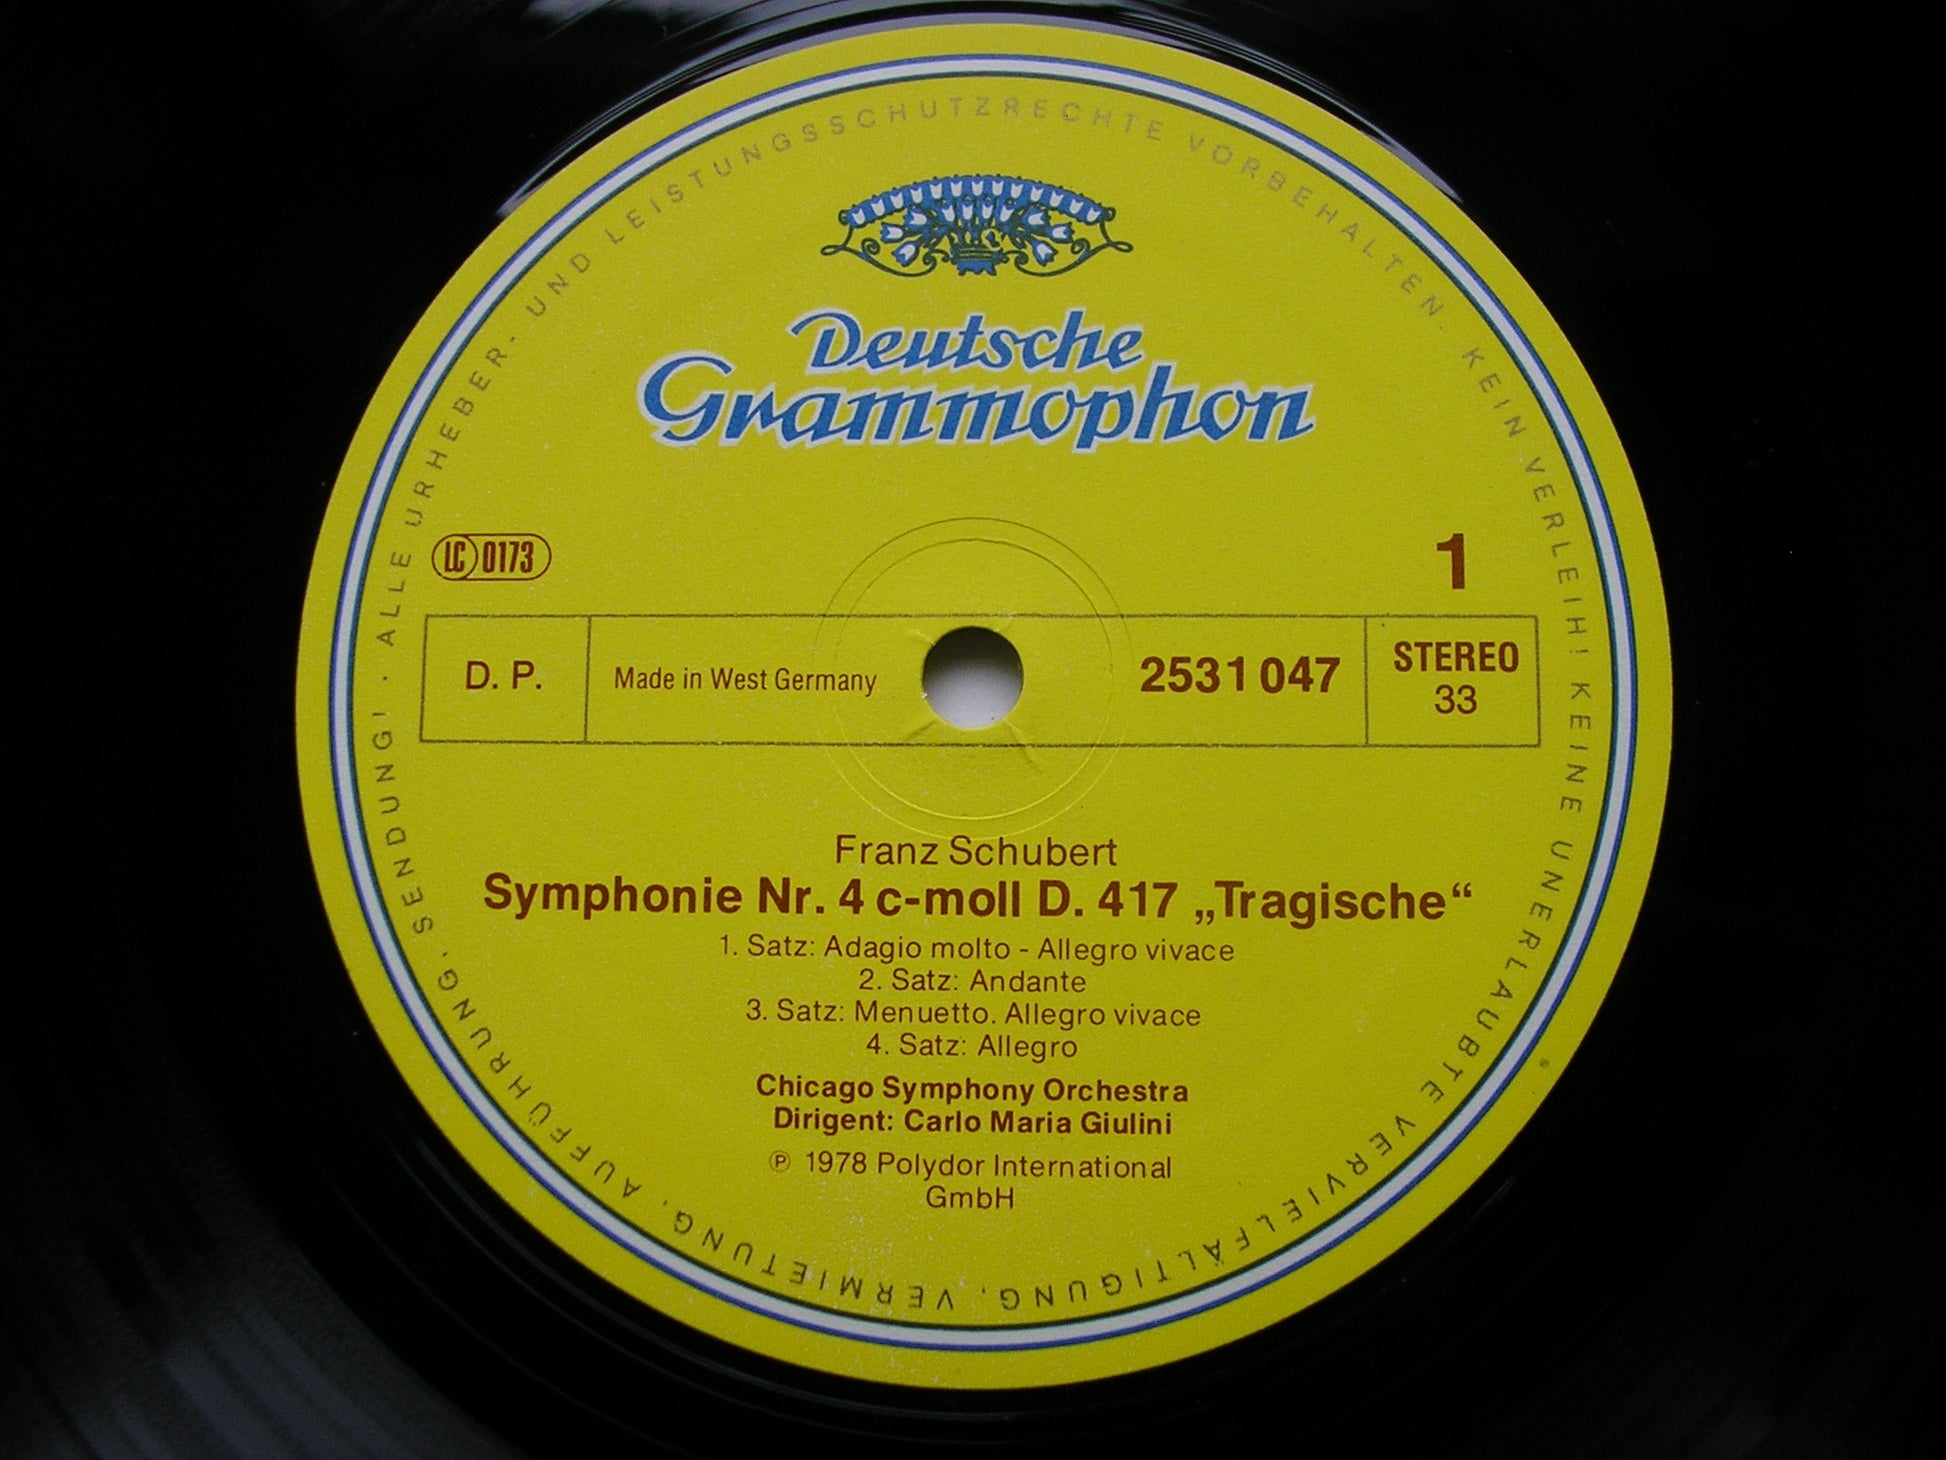 ALLE URHEBER- UND LEISTUNGSSCHUTZRECHTE VORBEHALTEN. KEIN VERLEIH! KEINE UNERLAUBTE VERVIELFÄLTIGUNG, VERMIETUNG, AUFFÜHRUNG, SENDUNG! ·
Deutsche
Grammophon
LC 0173
1
D. P.
Made in West Germany
2531 047
STEREO
33
Franz Schubert
Symphonie Nr. 4 c-moll D. 417 „Tragische“
1. Satz: Adagio molto - Allegro vivace
2. Satz: Andante
3. Satz: Menuetto. Allegro vivace
4. Satz: Allegro
Chicago Symphony Orchestra
Dirigent: Carlo Maria Giulini
℗ 1978 Polydor International
GmbH